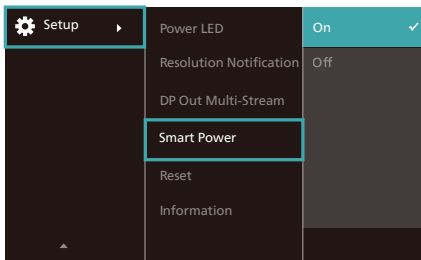 Setup
Power LED
Resolution Notification
DP Out Multi-Stream
Smart Power
Reset
Information
On
Off